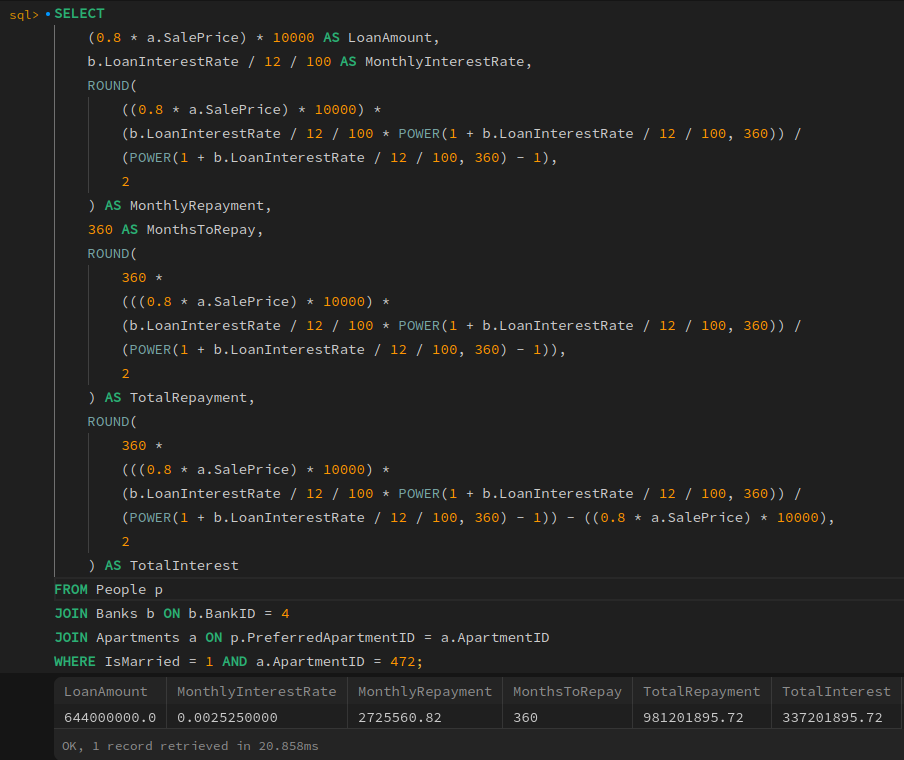 sql> SELECT
(0.8 * a.SalePrice) * 10000 AS LoanAmount,
b.LoanInterestRate / 12 / 100 AS MonthlyInterestRate,
ROUND(
((0.8 * a.SalePrice) * 10000) *
(b.LoanInterestRate / 12 / 100 * POWER(1 + b.LoanInterestRate / 12 / 100, 360)) /
(POWER(1 + b.LoanInterestRate / 12 / 100, 360) - 1),
2
) AS MonthlyRepayment,
360 AS MonthsToRepay,
ROUND(
360 *
(((0.8 * a.SalePrice) * 10000) *
(b.LoanInterestRate / 12 / 100 * POWER(1 + b.LoanInterestRate / 12 / 100, 360)) /
(POWER(1 + b.LoanInterestRate / 12 / 100, 360) - 1)),
2
) AS TotalRepayment,
ROUND(
360 *
(((0.8 * a.SalePrice) * 10000) *
(b.LoanInterestRate / 12 / 100 * POWER(1 + b.LoanInterestRate / 12 / 100, 360)) /
(POWER(1 + b.LoanInterestRate / 12 / 100, 360) - 1)) - ((0.8 * a.SalePrice) * 10000),
2
) AS TotalInterest
FROM People p
JOIN Banks b ON b.BankID = 4
JOIN Apartments a ON p.PreferredApartmentID = a.ApartmentID
WHERE IsMarried = 1 AND a.ApartmentID = 472;
LoanAmount MonthlyInterestRate MonthlyRepayment MonthsToRepay TotalRepayment TotalInterest
644000000.0 0.0025250000 2725560.82 360 981201895.72 337201895.72
OK, 1 record retrieved in 20.858ms